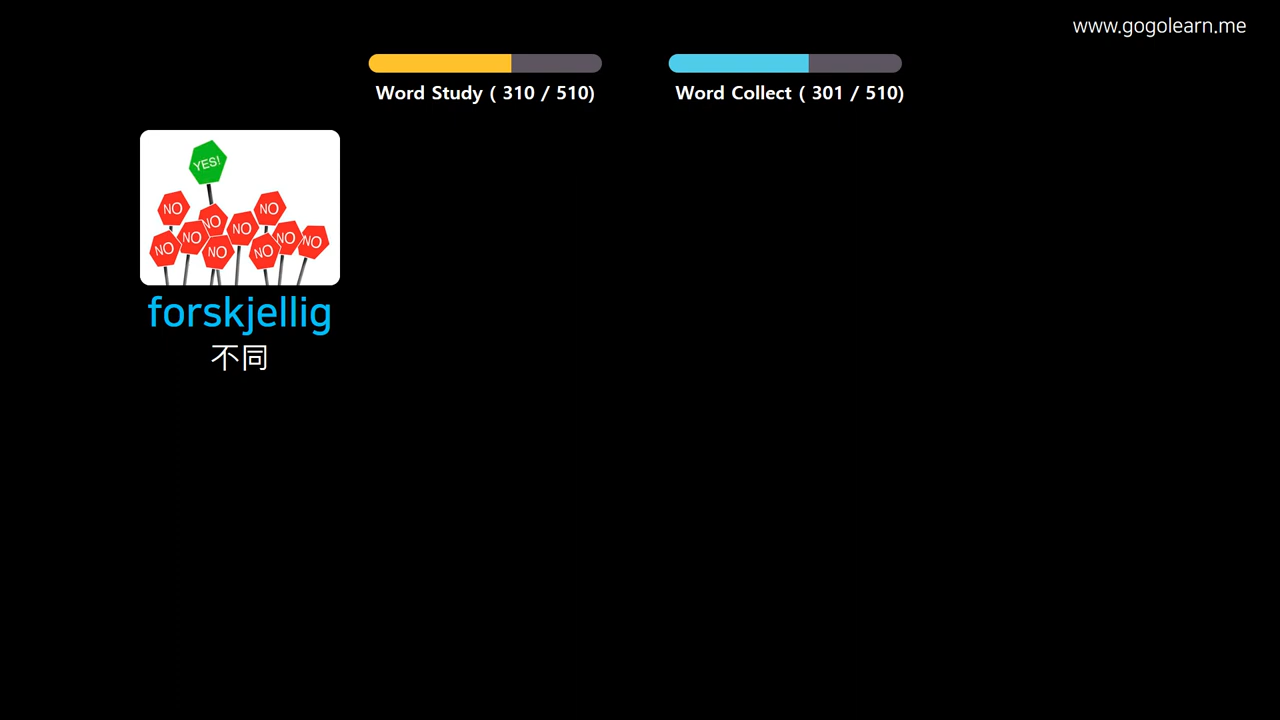 www.gogolearn.me
Word Study ( 310 / 510)
Word Collect ( 301 / 510)
YES!
NO
NO
NO
NO
NO
NO
NO
NO
NO
NO
forskjellig
不同